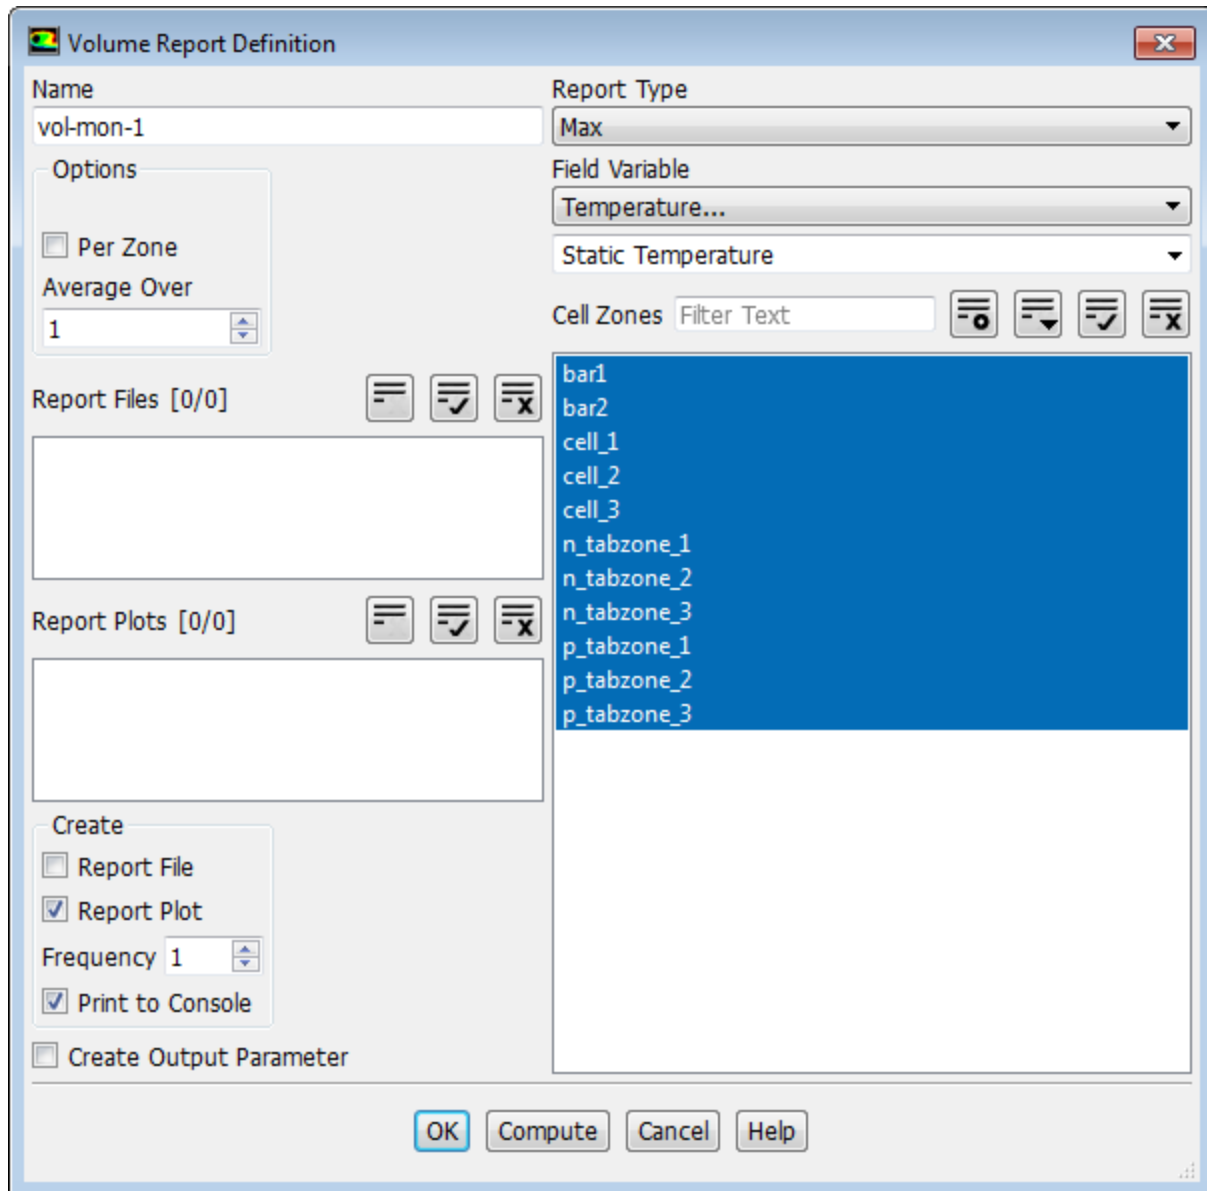 Volume Report Definition
Name
vol-mon-1
Options
Per Zone
Average Over
1
Report Files [0/0]
Report Plots [0/0]
Create
Report File
Report Plot
Frequency 1
Print to Console
Create Output Parameter
Report Type
Max
Field Variable
Temperature...
Static Temperature
Cell Zones Filter Text
bar1
bar2
cell_1
cell_2
cell_3
n_tabzone_1
n_tabzone_2
n_tabzone_3
p_tabzone_1
p_tabzone_2
p_tabzone_3
OK Compute Cancel Help